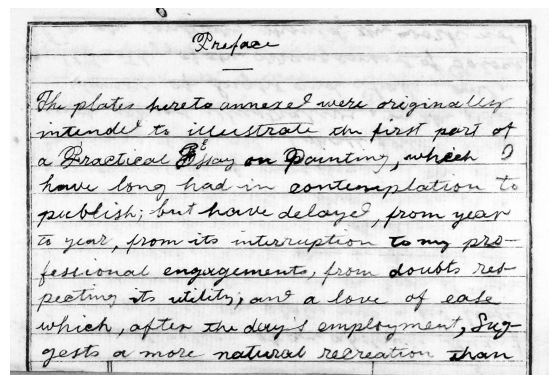 Preface
The plates hereto annexed were originally
intended to illustrate the first part of
a Practical Essay on Painting, which I
have long had in contemplation to
publish; but have delayed, from year
to year, from its interruption to my pro-
fessional engagements, from doubts res-
pecting its utility; and a love of ease
which, after the day's employment, Sug-
gests a more natural recreation than